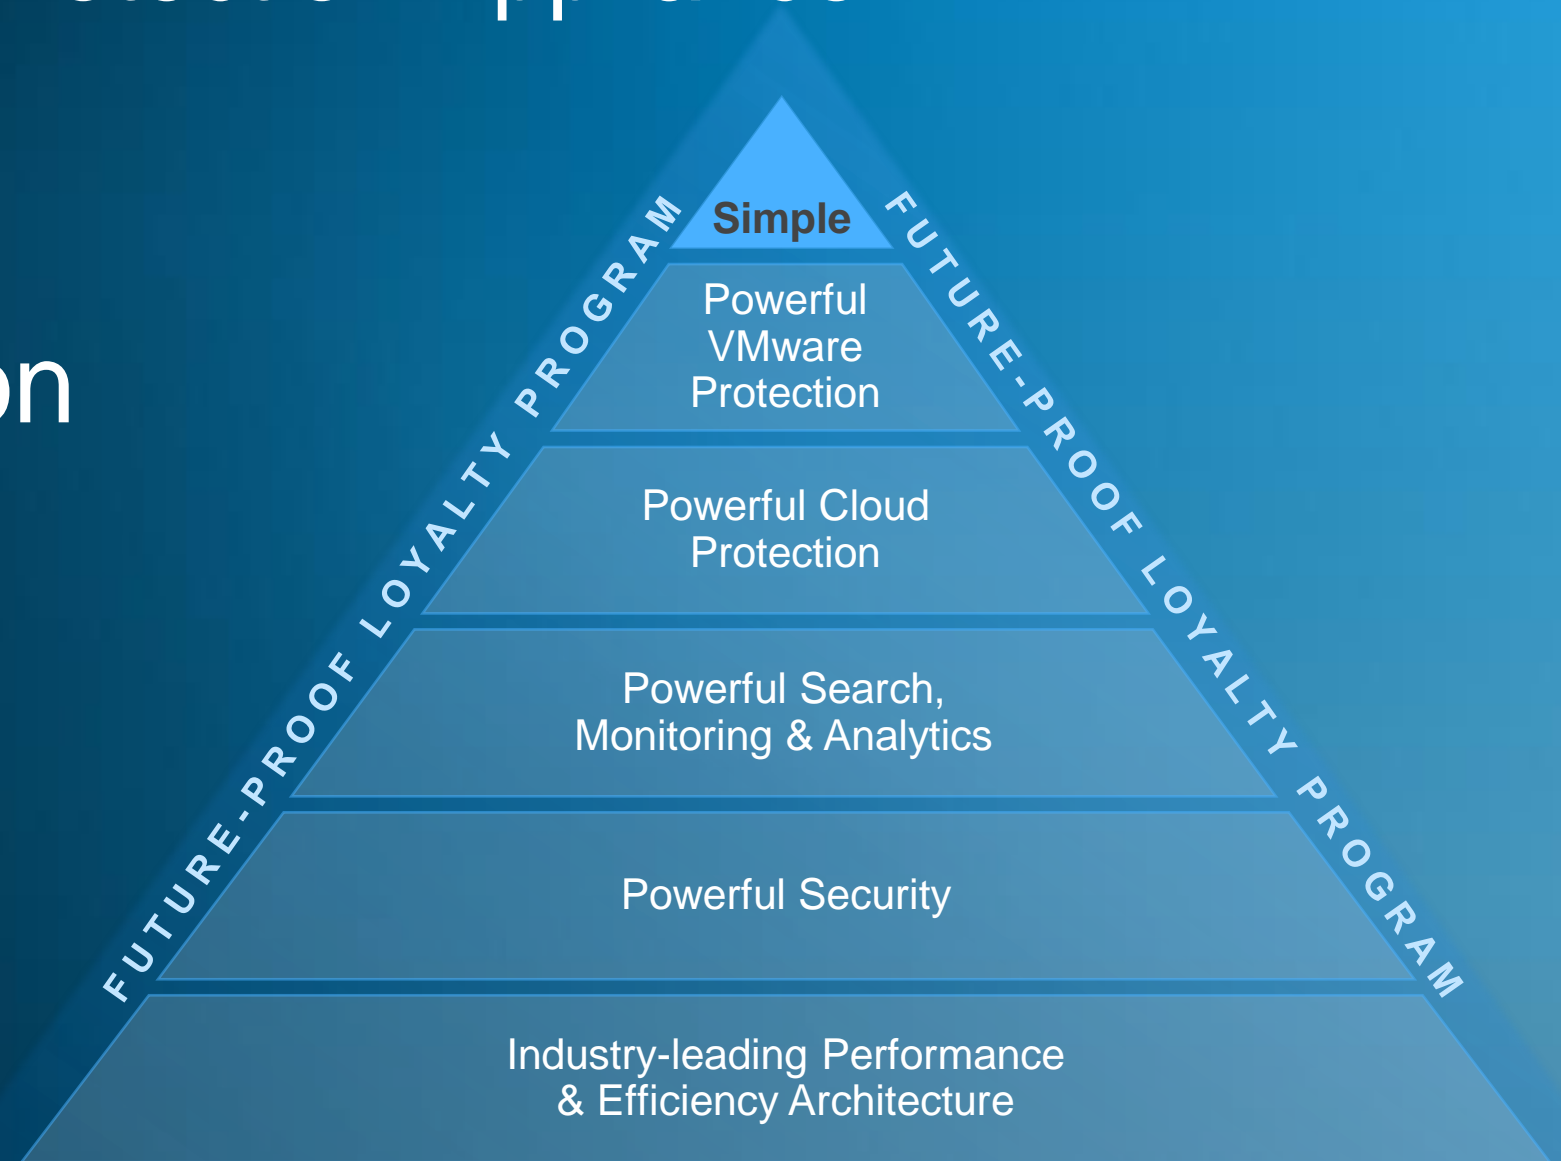 on
Simple
Powerful
VMware
Protection
Powerful Cloud
Protection
Powerful Search,
Monitoring & Analytics
Powerful Security
Industry-leading Performance
& Efficiency Architecture
FUTURE-PROOF LOYALTY PROGRAM
FUTURE-PROOF LOYALTY PROGRAM